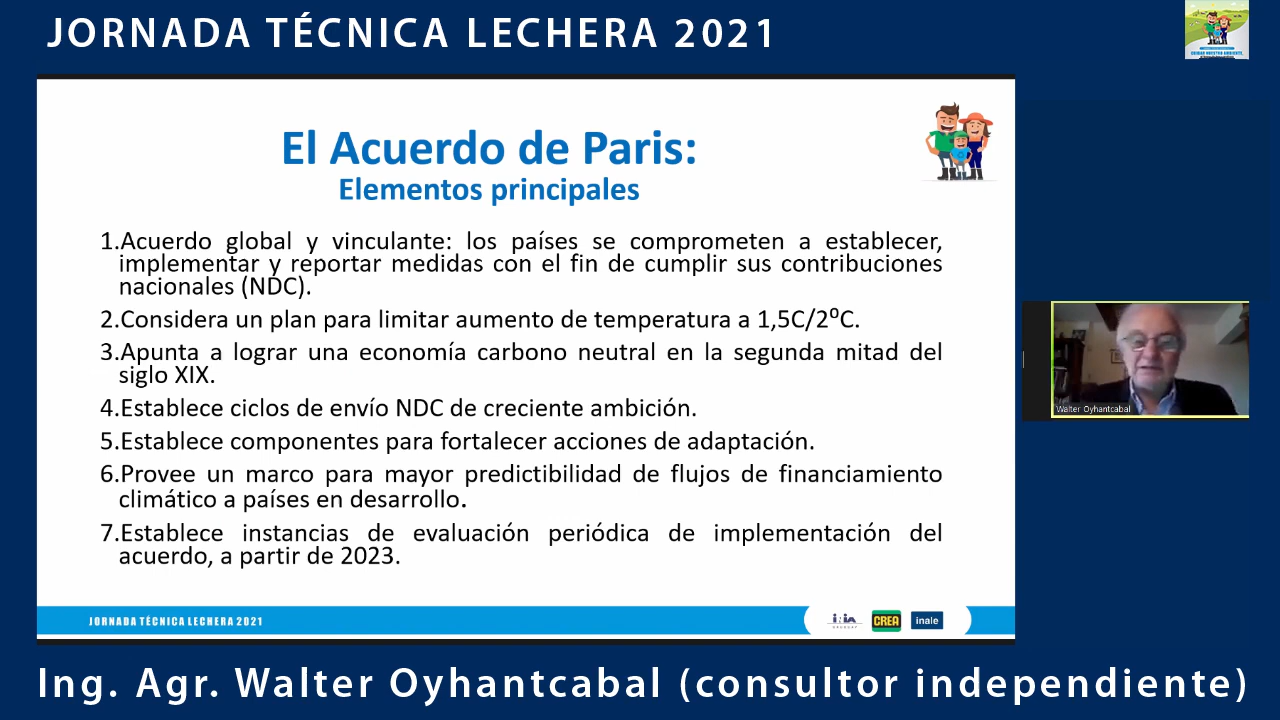 JORNADA TÉCNICA LECHERA 2021
El Acuerdo de Paris:
Elementos principales
1.Acuerdo global y vinculante: los países se comprometen a establecer,
implementar y reportar medidas con el fin de cumplir sus contribuciones
nacionales (NDC).
2.Considera un plan para limitar aumento de temperatura a 1,5C/2ºC.
3.Apunta a lograr una economía carbono neutral en la segunda mitad del
siglo XIX.
4.Establece ciclos de envío NDC de creciente ambición.
5.Establece componentes para fortalecer acciones de adaptación.
6.Provee un marco para mayor predictibilidad de flujos de financiamiento
climático a países en desarrollo.
7.Establece instancias de evaluación periódica de implementación del
acuerdo, a partir de 2023.
Walter Oyhantcabal
JORNADA TÉCNICA LECHERA 2021
INIA
URUGUAY
CREA
inale
Ing. Agr. Walter Oyhantcabal (consultor independiente)